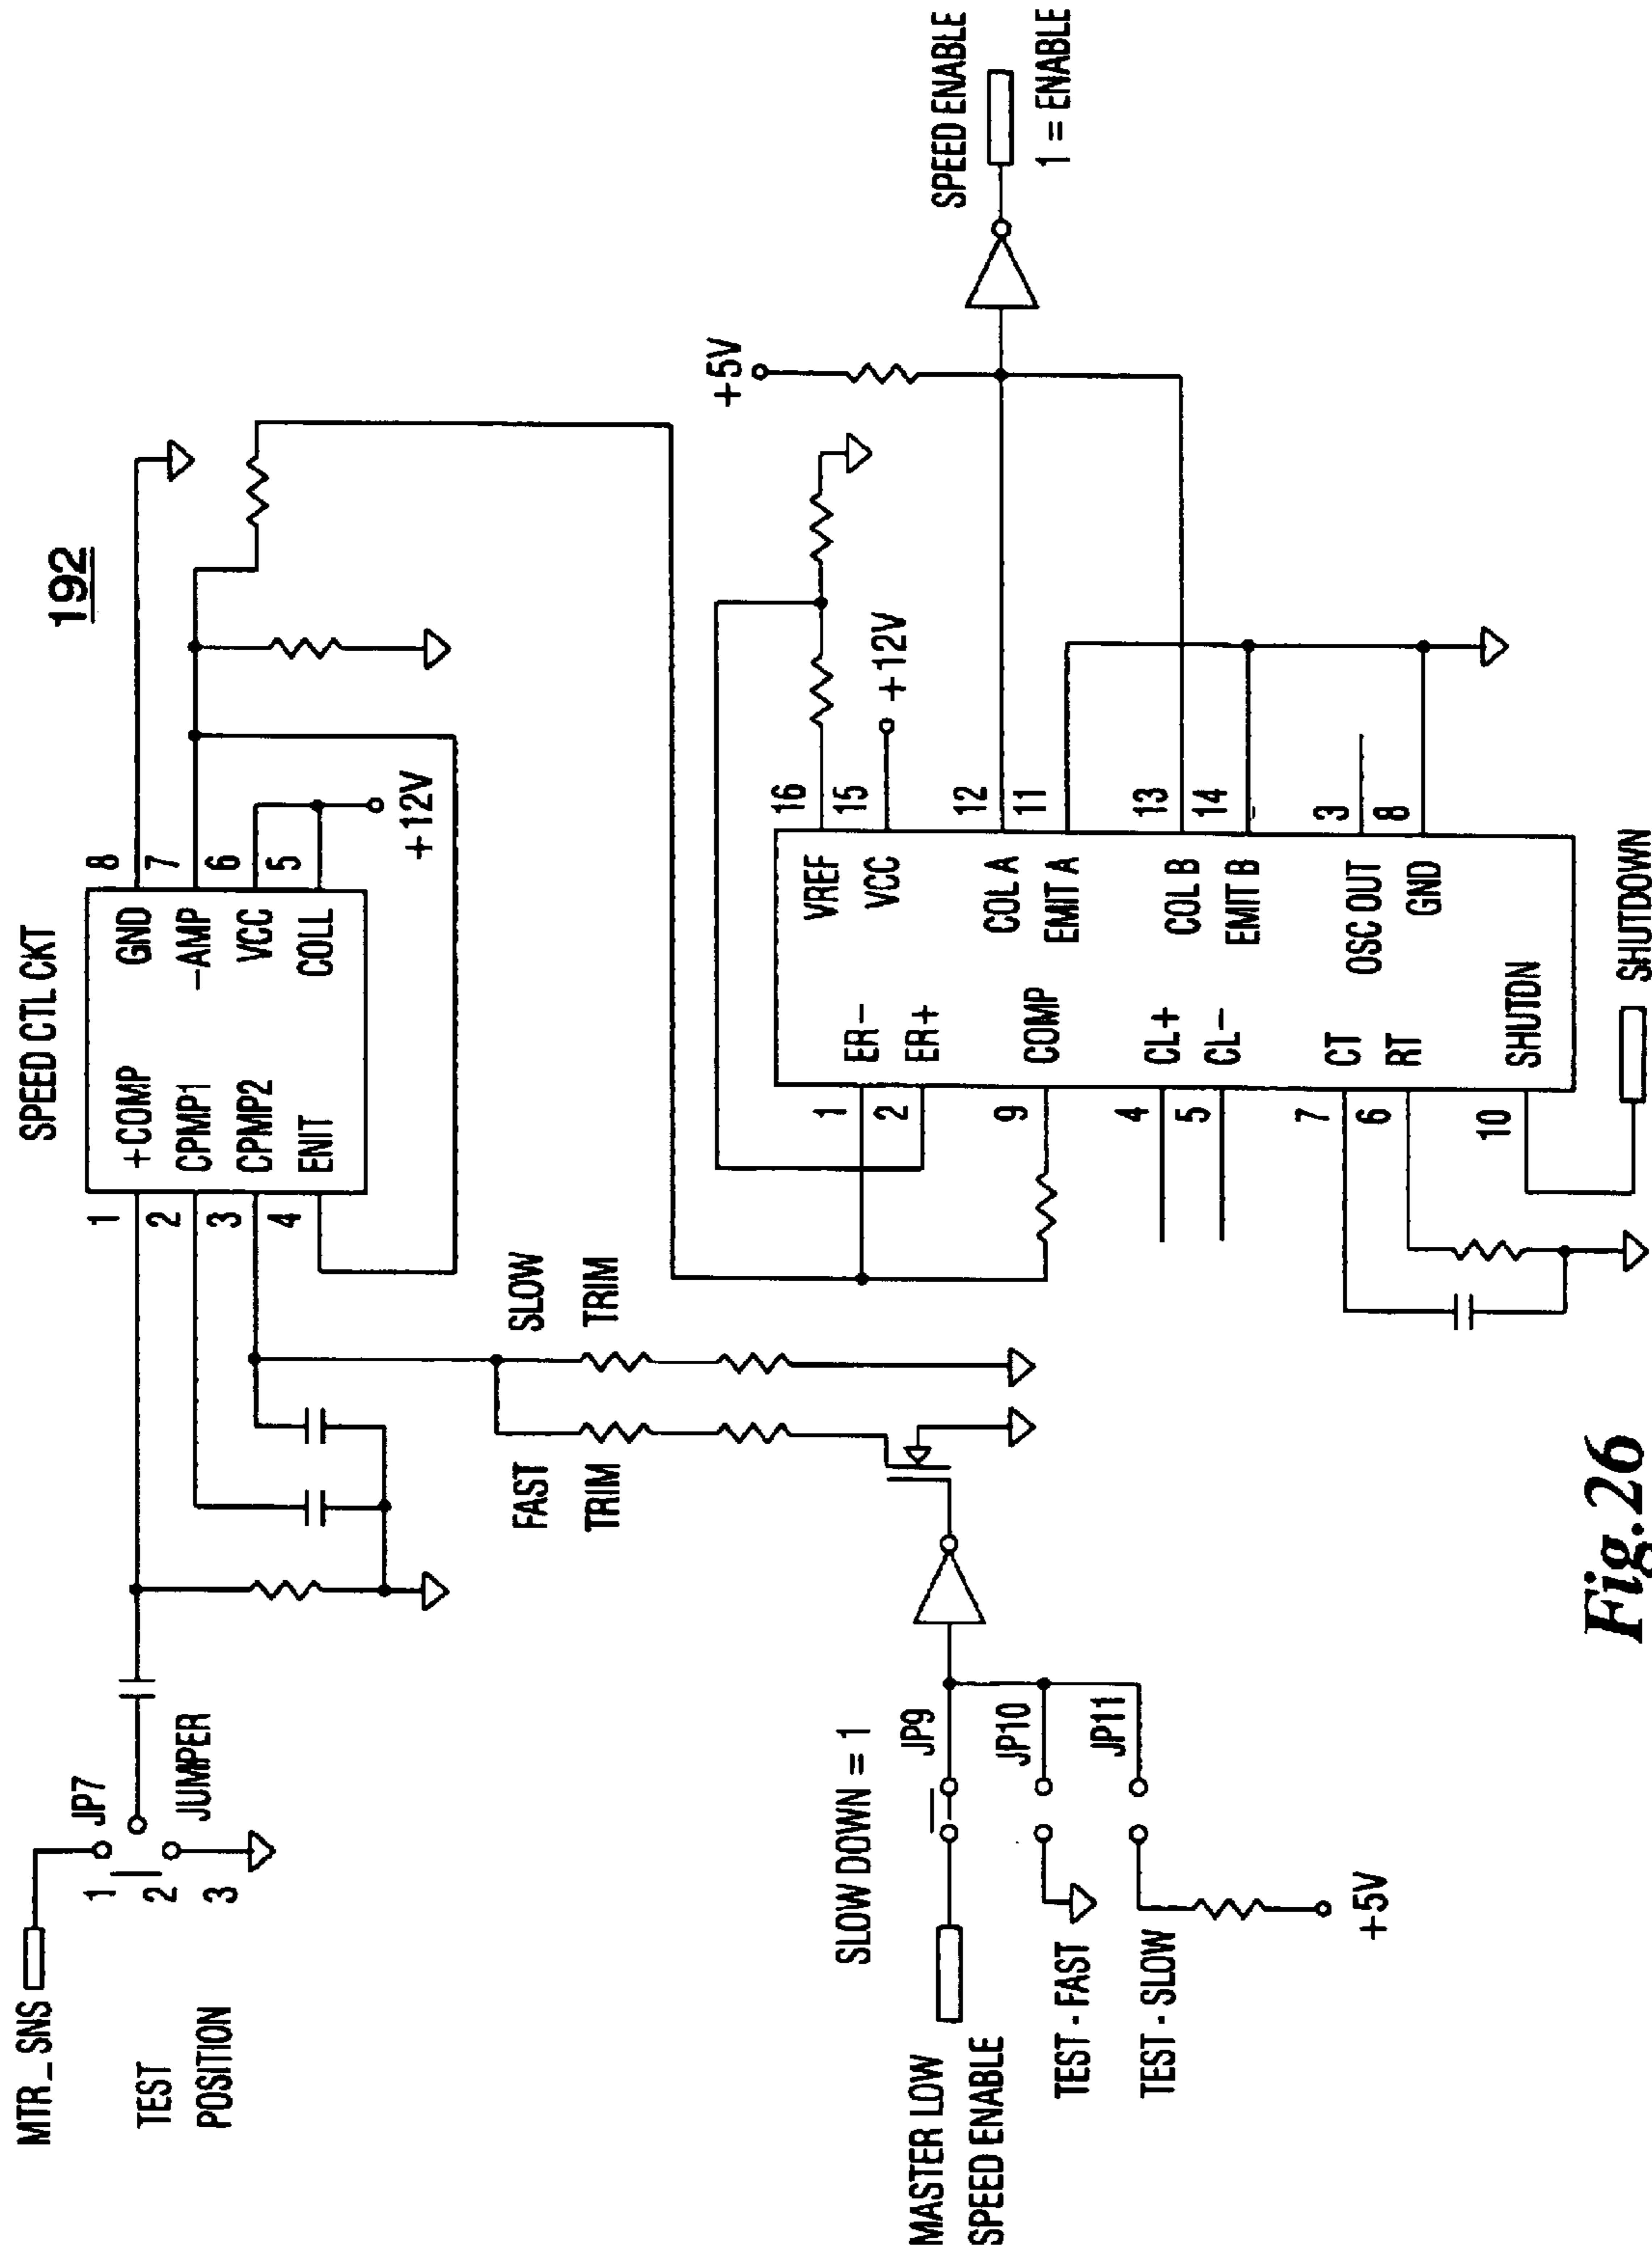 192
MTR_SNS
TEST
POSITION
1
2
3
JP7
JUMPER
SPEED CTL CKT
1
2
3
4
+COMP
CPMP1
CPMP2
ENIT
GND
-AMP
VCC
COLL
8
7
6
5
+12V
FAST
TRIM
SLOW
TRIM
SLOW DOWN = 1
MASTER LOW
SPEED ENABLE
TEST - FAST
TEST - SLOW
JP9
JP10
JP11
+5V
1
2
9
4
5
7
6
10
ER-
ER+
COMP
CL+
CL-
CT
RT
SHUTDN
VREF
VCC
COL A
EMIT A
COL B
EMIT B
OSC OUT
GND
16
15
12
11
13
14
3
8
+12V
+5V
SHUTDOWN
SPEED ENABLE
1 = ENABLE
Fig.26